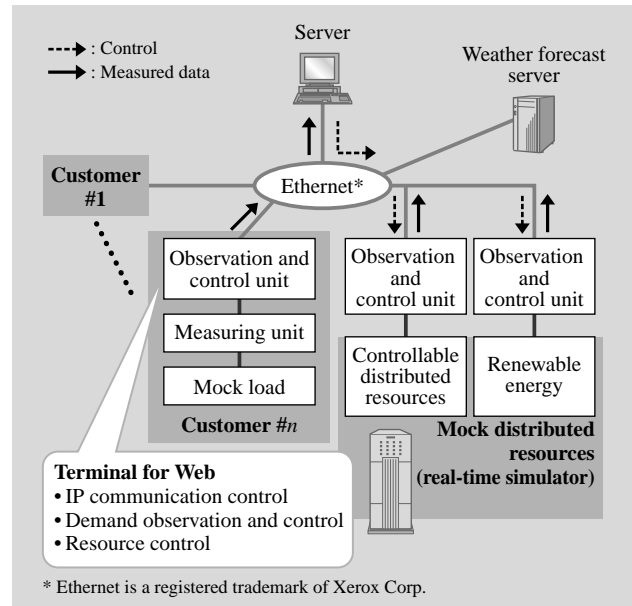 Server
: Control
: Measured data
Weather forecast
server
Customer
#1
Ethernet*
Observation and
control unit
Measuring unit
Mock load
Customer #n
Observation
and
control unit
Controllable
distributed
resources
Observation
and
control unit
Renewable
energy
Mock distributed
resources
(real-time simulator)
Terminal for Web
• IP communication control
• Demand observation and control
• Resource control
* Ethernet is a registered trademark of Xerox Corp.